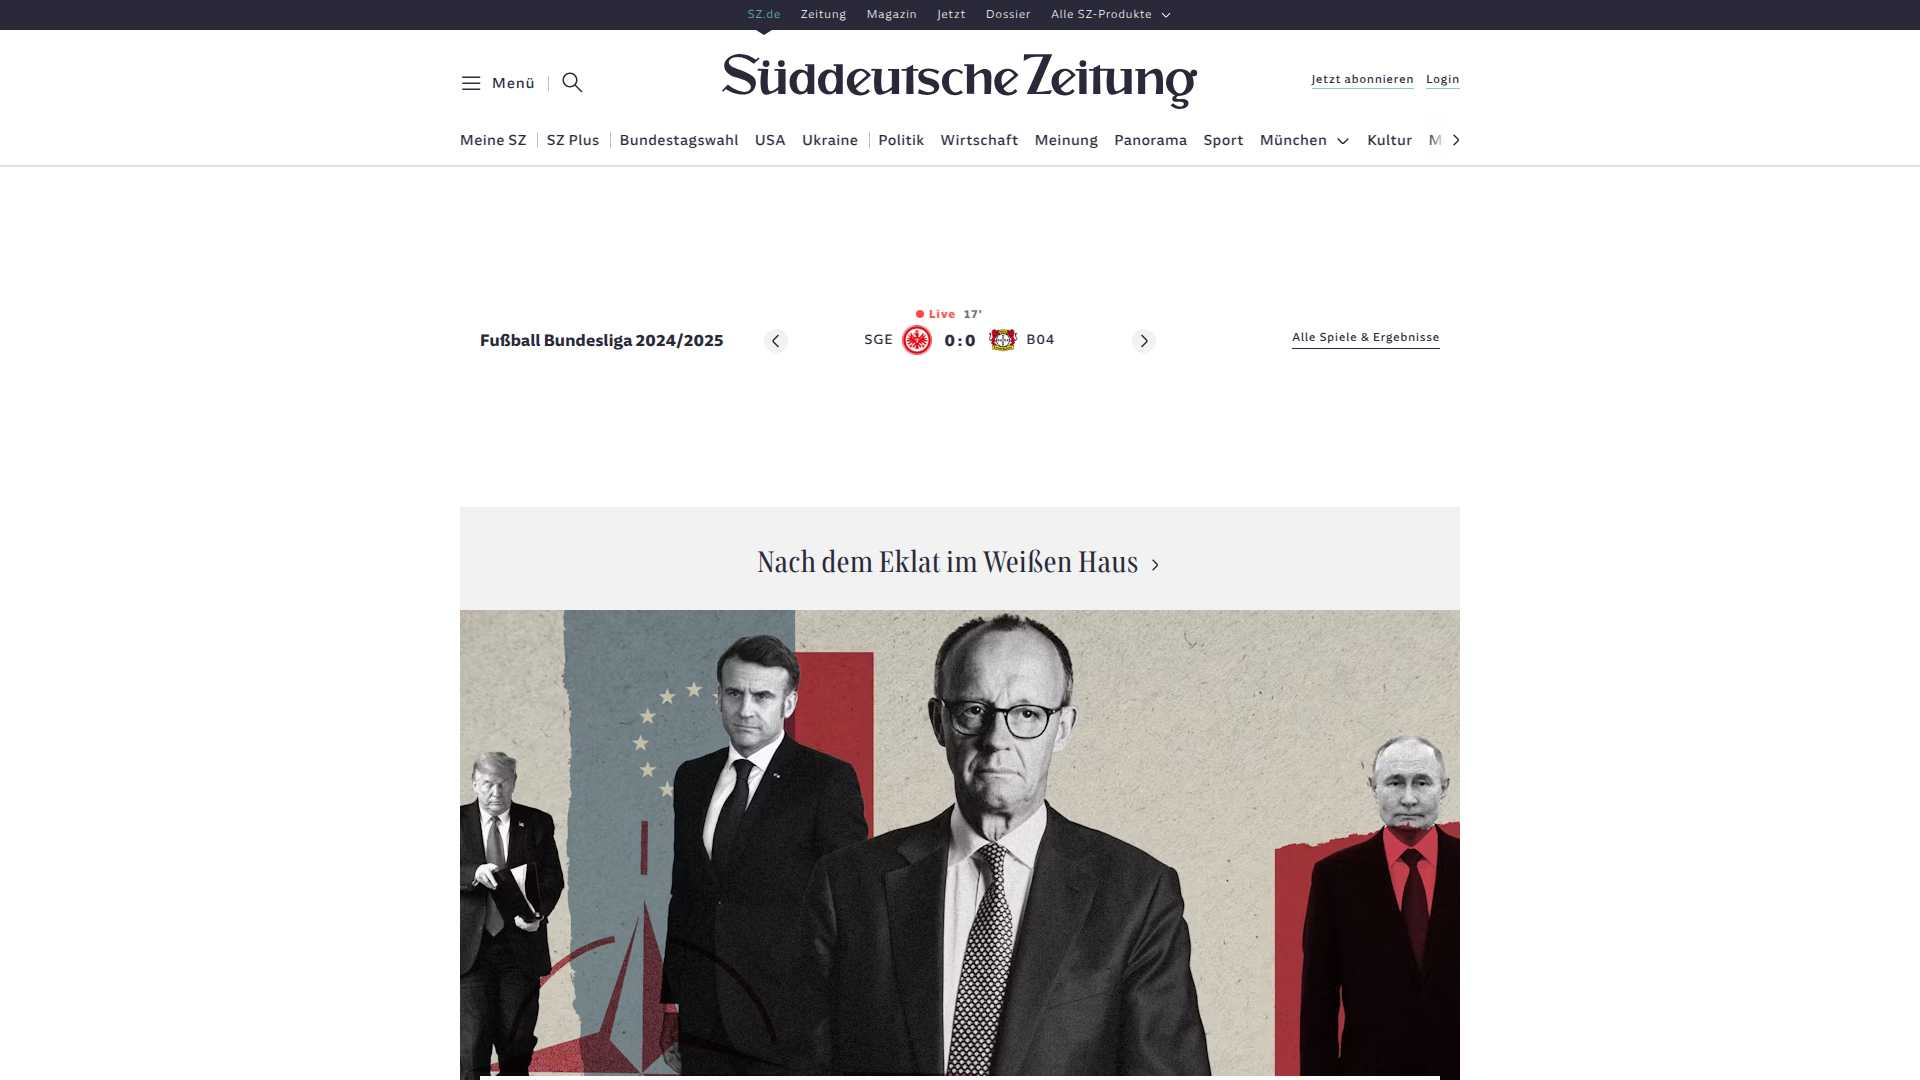 SZ.de Zeitung Magazin Jetzt Dossier Alle SZ-Produkte
Menü
Süddeutsche Zeitung
Jetzt abonnieren Login
Meine SZ SZ Plus Bundestagswahl USA Ukraine Politik Wirtschaft Meinung Panorama Sport München Kultur M
Live 17'
Fußball Bundesliga 2024/2025
SGE 0:0 B04
Alle Spiele & Ergebnisse
Nach dem Eklat im Weißen Haus